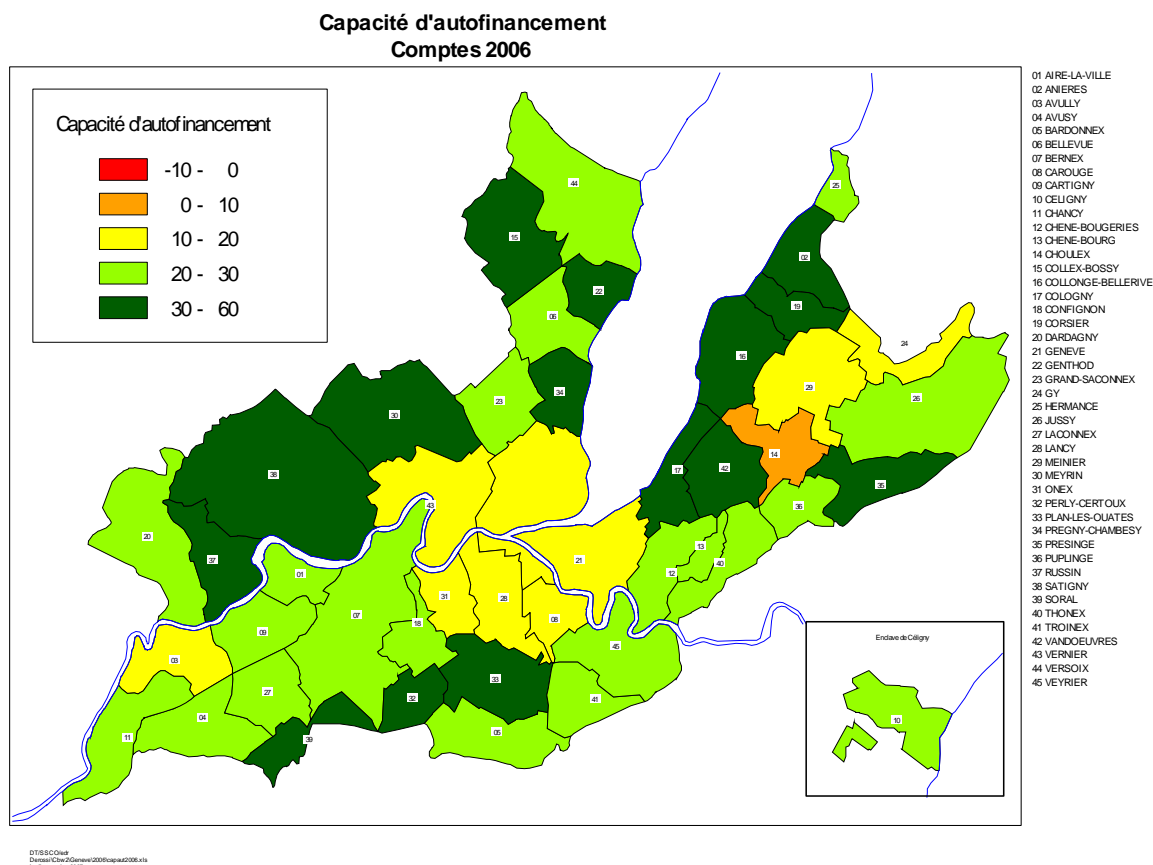 Capacité d'autofinancement
Comptes 2006
Capacité d'autofinancement
-10 - 0
0 - 10
10 - 20
20 - 30
30 - 60
01 AIRE-LA-VILLE
02 ANIERES
03 AVULLY
04 AVUSY
05 BARDONNEX
06 BELLEVUE
07 BERNEX
08 CAROUGE
09 CARTIGNY
10 CELIGNY
11 CHANCY
12 CHENE-BOUGERIES
13 CHENE-BOURG
14 CHOULEX
15 COLLEX-BOSSY
16 COLLONGE-BELLERIVE
17 COLOGNY
18 CONFIGNON
19 CORSIER
20 DARDAGNY
21 GENEVE
22 GENTHOD
23 GRAND-SACONNEX
24 GY
25 HERMANCE
26 JUSSY
27 LACONNEX
28 LANCY
29 MEINIER
30 MEYRIN
31 ONEX
32 PERLY-CERTOUX
33 PLAN-LES-OUATES
34 PREGNY-CHAMBESY
35 PRESINGE
36 PUPLINGE
37 RUSSIN
38 SATIGNY
39 SORAL
40 THONEX
41 TROINEX
42 VANDOEUVRES
43 VERNIER
44 VERSOIX
45 VEYRIER
44
25
15
02
22
19
06
24
16
29
34
26
23
30
14
38
17
42
35
43
36
20
13
21
37
40
01
12
31
28
07
08
18
09
45
03
33
27
32
41
04
05
11
39
Enclave de Céligny
10